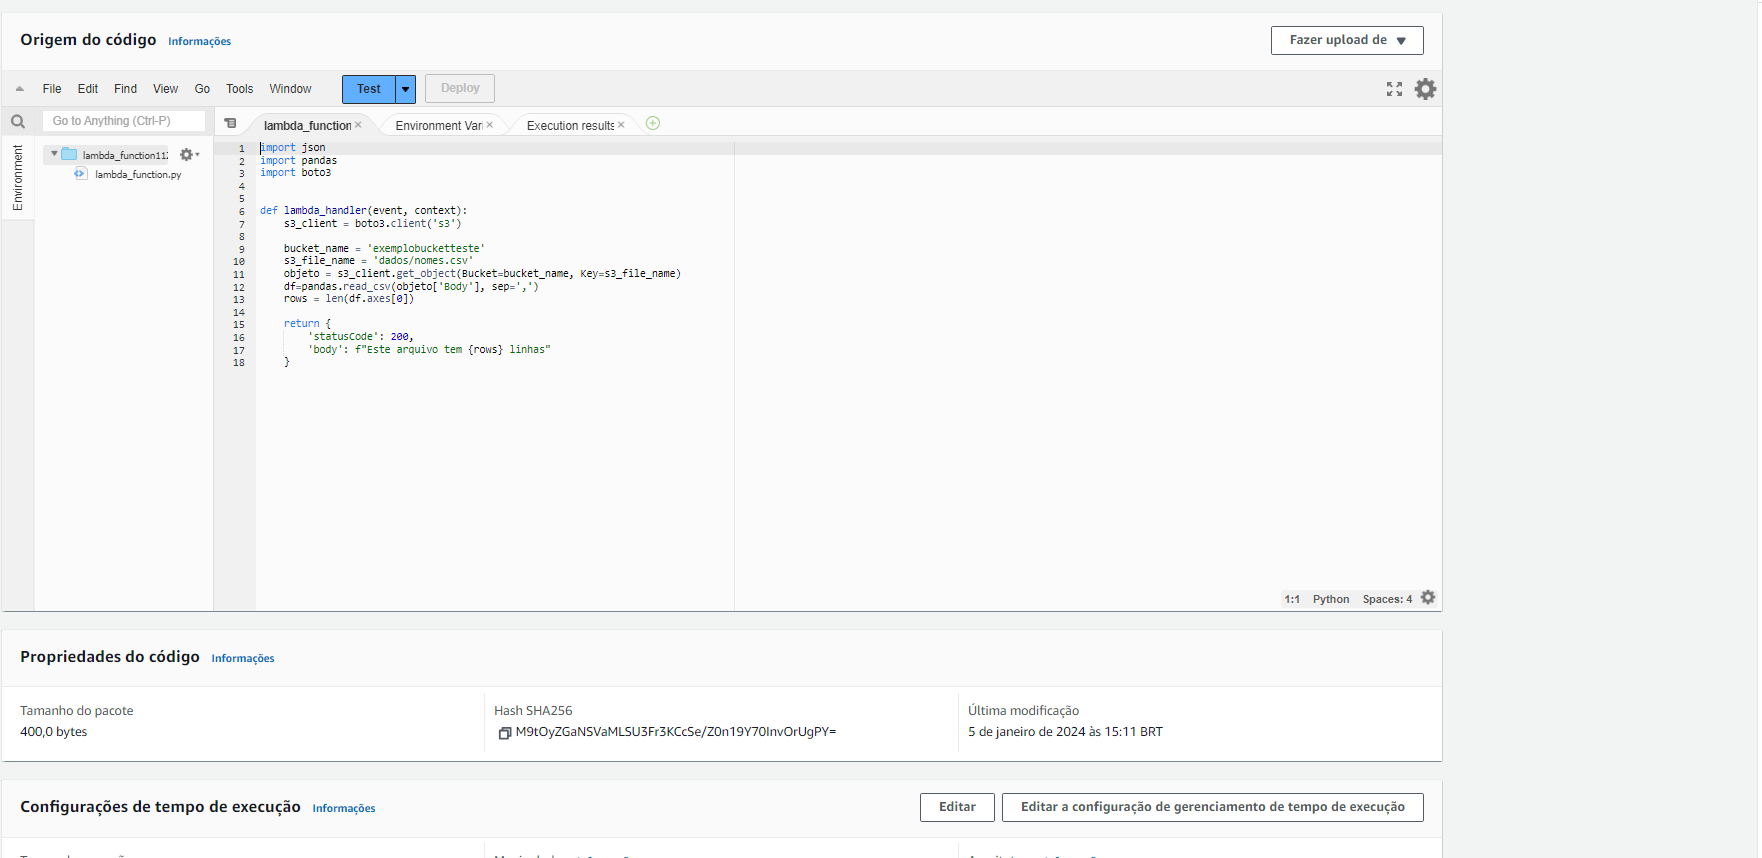 Origem do código Informações
Fazer upload de
File Edit Find View Go Tools Window Test Deploy
Go to Anything (Ctrl-P)
lambda_function Environment Vari Execution results
Environment
lambda_function11
lambda_function.py
1 import json
2 import pandas
3 import boto3
4
5
6 def lambda_handler(event, context):
7 s3_client = boto3.client('s3')
8
9 bucket_name = 'exemplobucketteste'
10 s3_file_name = 'dados/nomes.csv'
11 objeto = s3_client.get_object(Bucket=bucket_name, Key=s3_file_name)
12 df=pandas.read_csv(objeto['Body'], sep=',')
13 rows = len(df.axes[0])
14
15 return {
16 'statusCode': 200,
17 'body': f"Este arquivo tem {rows} linhas"
18 }
1:1 Python Spaces: 4
Propriedades do código Informações
Tamanho do pacote
400,0 bytes
Hash SHA256
M9tOyZGaNSVaMLSU3Fr3KCcSe/Z0n19Y70InvOrUgPY=
Última modificação
5 de janeiro de 2024 às 15:11 BRT
Configurações de tempo de execução Informações
Editar
Editar a configuração de gerenciamento de tempo de execução